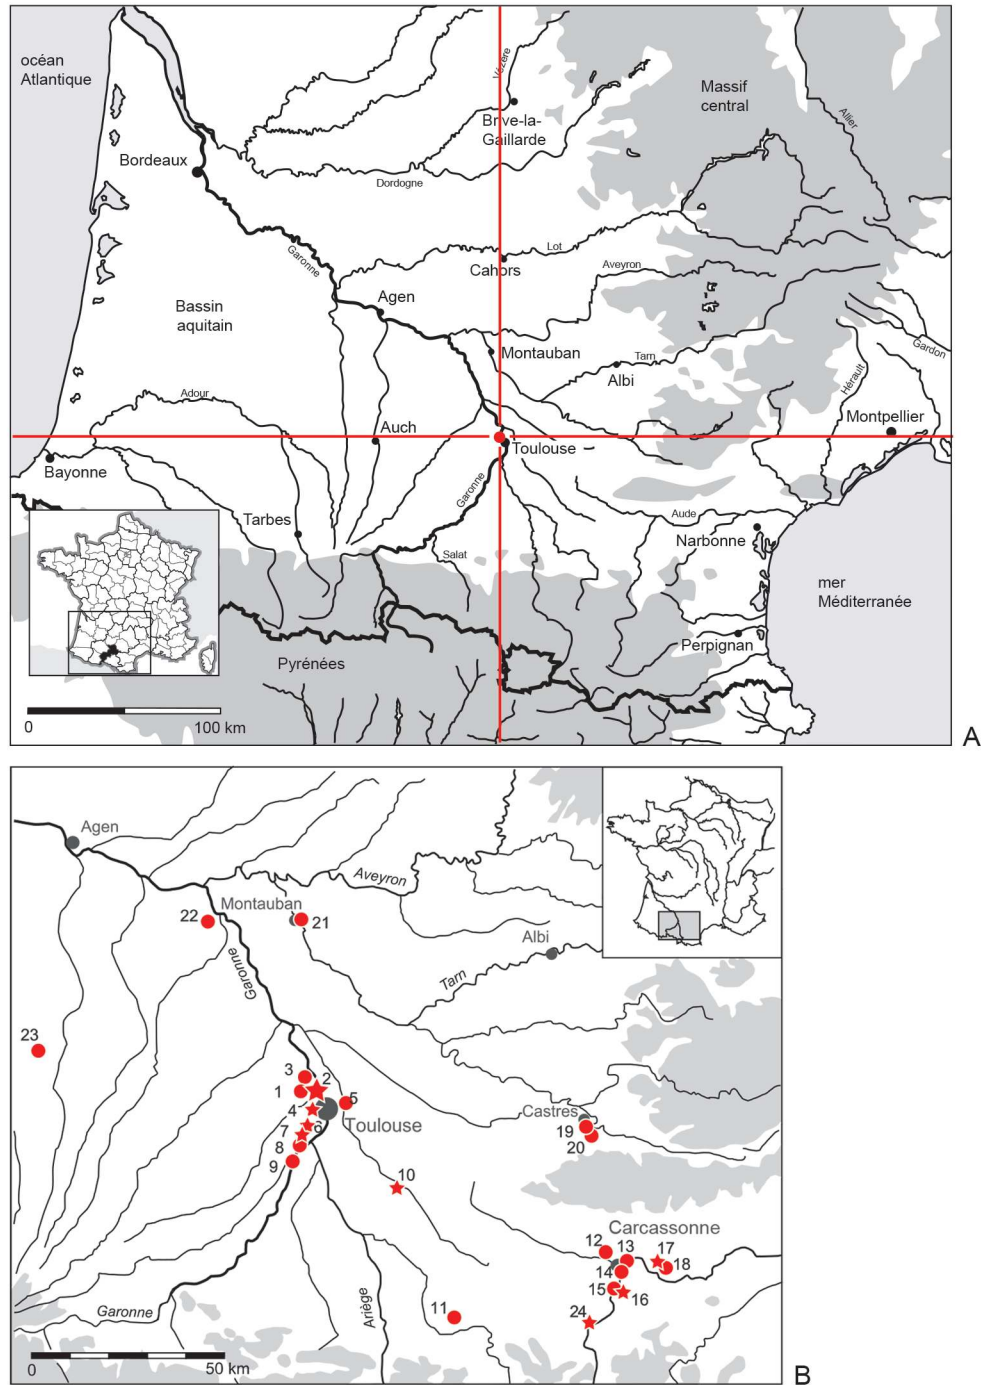 océan
Atlantique
Vézère
Massif
central
Allier
Brive-la-
Gaillarde
Bordeaux
Dordogne
Garonne
Lot
Cahors
Aveyron
Bassin
aquitain
Agen
Montauban
Tarn
Albi
Gardon
Hérault
Montpellier
Adour
Auch
Toulouse
Bayonne
Garonne
Tarbes
Salat
Aude
Narbonne
mer
Méditerranée
Pyrénées
Perpignan
0 100 km
A
Agen
Aveyron
Montauban
22
21
Albi
Garonne
Tarn
23
3
2
1
5
4
Toulouse
6
7
8
9
Castres
19
20
10
Carcassonne
12
13
17
14
18
15
16
24
11
Garonne
Ariège
0 50 km
B